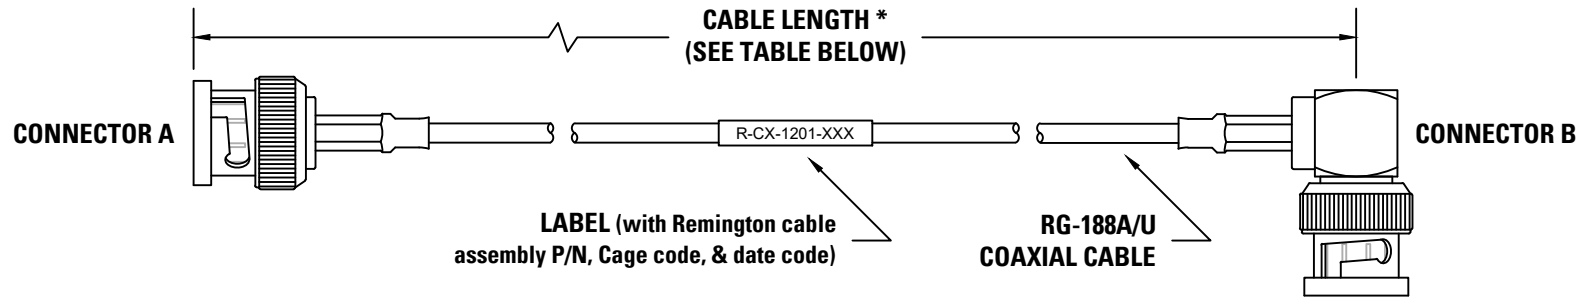 CABLE LENGTH *
(SEE TABLE BELOW)
CONNECTOR A
R-CX-1201-XXX
CONNECTOR B
LABEL (with Remington cable
assembly P/N, Cage code, & date code)
RG-188A/U
COAXIAL CABLE